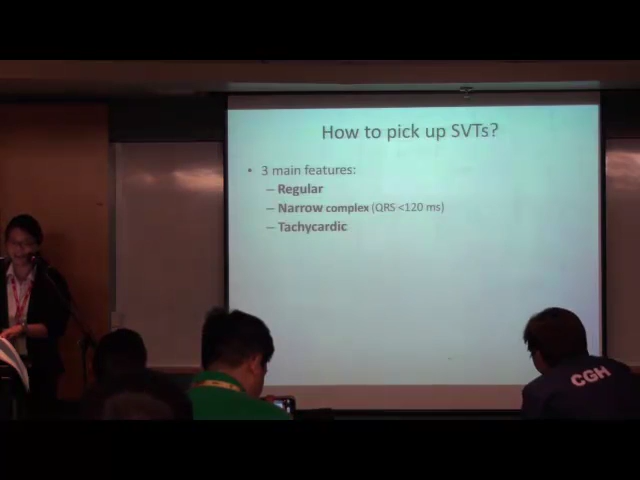 How to pick up SVTs?
• 3 main features:
– Regular
– Narrow complex (QRS <120 ms)
– Tachycardic
CGH